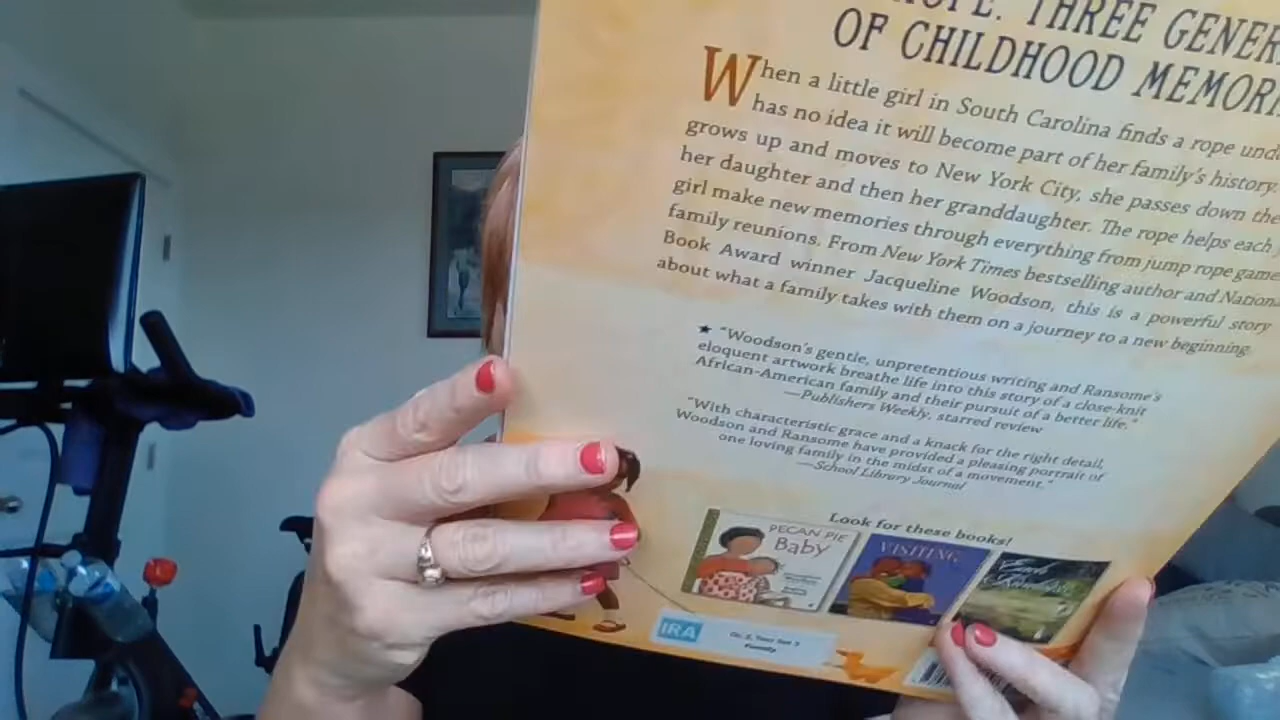 ROPE. THREE GENER
OF CHILDHOOD MEMORI
When a little girl in South Carolina finds a rope und
has no idea it will become part of her family's history.
grows up and moves to New York City, she passes down the
her daughter and then her granddaughter. The rope helps each
girl make new memories through everything from jump rope game
family reunions. From New York Times bestselling author and Nation
Book Award winner Jacqueline Woodson, this is a powerful story
about what a family takes with them on a journey to a new beginning.
★ "Woodson's gentle, unpretentious writing and Ransome's
eloquent artwork breathe life into this story of a close-knit
African-American family and their pursuit of a better life."
—Publishers Weekly, starred review
"With characteristic grace and a knack for the right detail,
Woodson and Ransome have provided a pleasing portrait of
one loving family in the midst of a movement."
—School Library Journal
Look for these books!
PECAN PIE
Baby
VISITING
IRA
Family